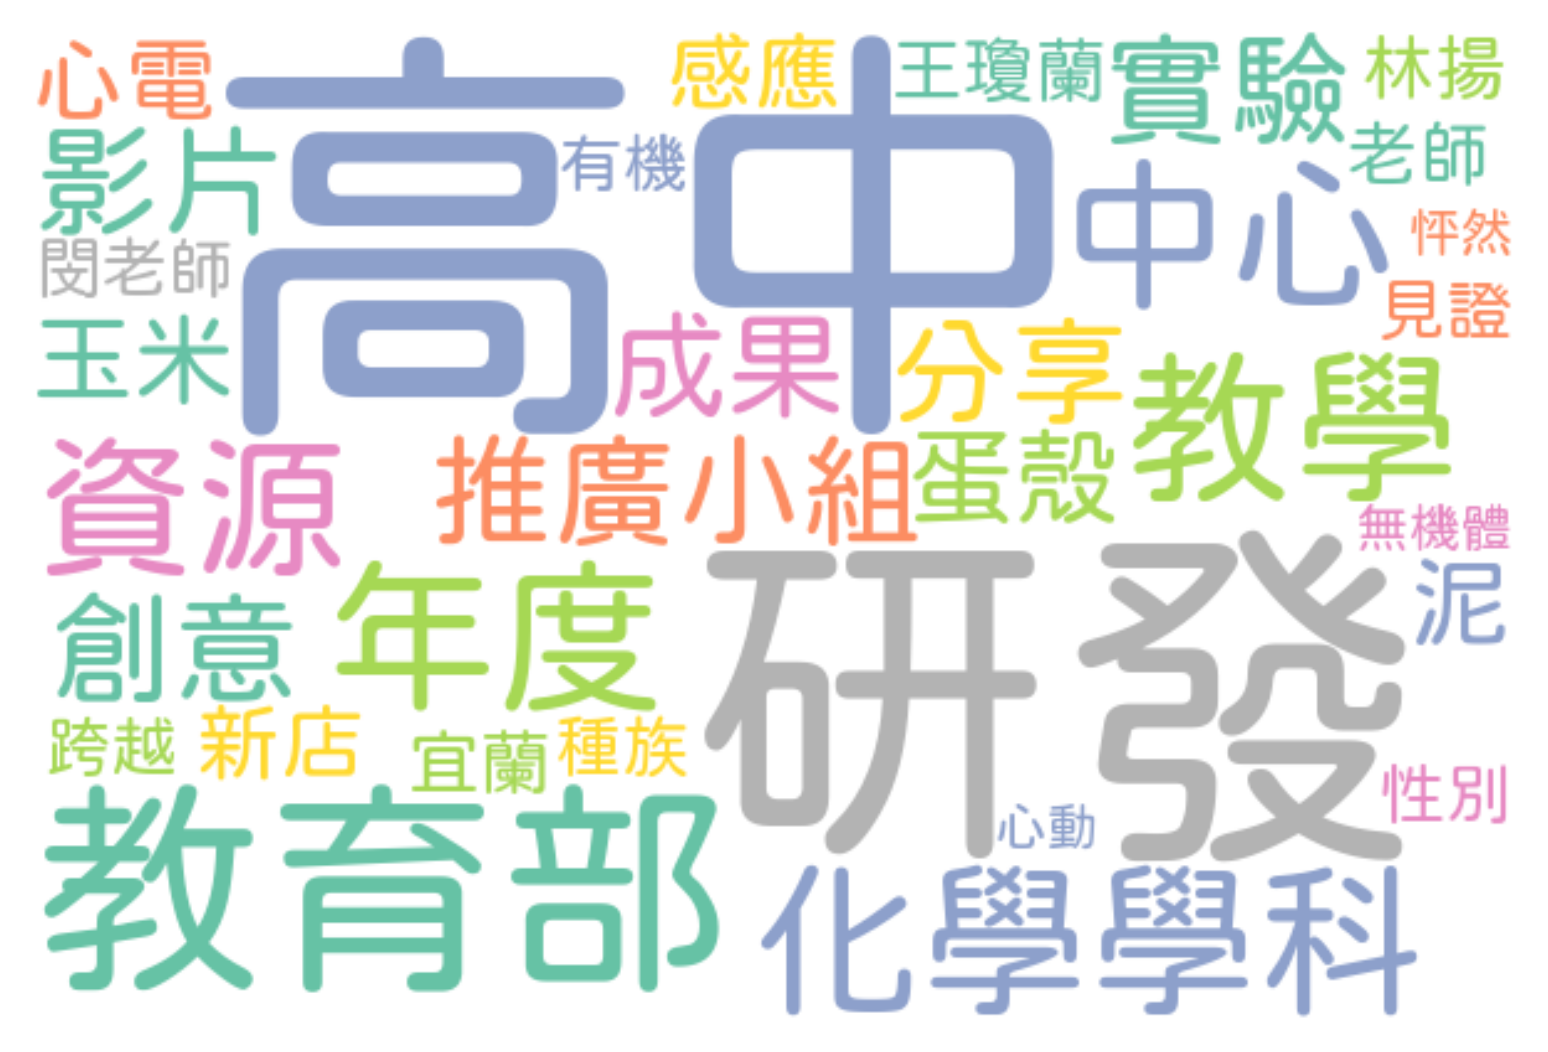 心電
高中
感應
王瓊蘭
實驗
林揚
影片
有機
老師
中心
閔老師
怦然
見證
玉米
成果
分享
教學
資源
推廣小組
蛋殼
無機體
研發
泥
創意
年度
跨越
新店
宜蘭
種族
性別
教育部
心動
化學學科